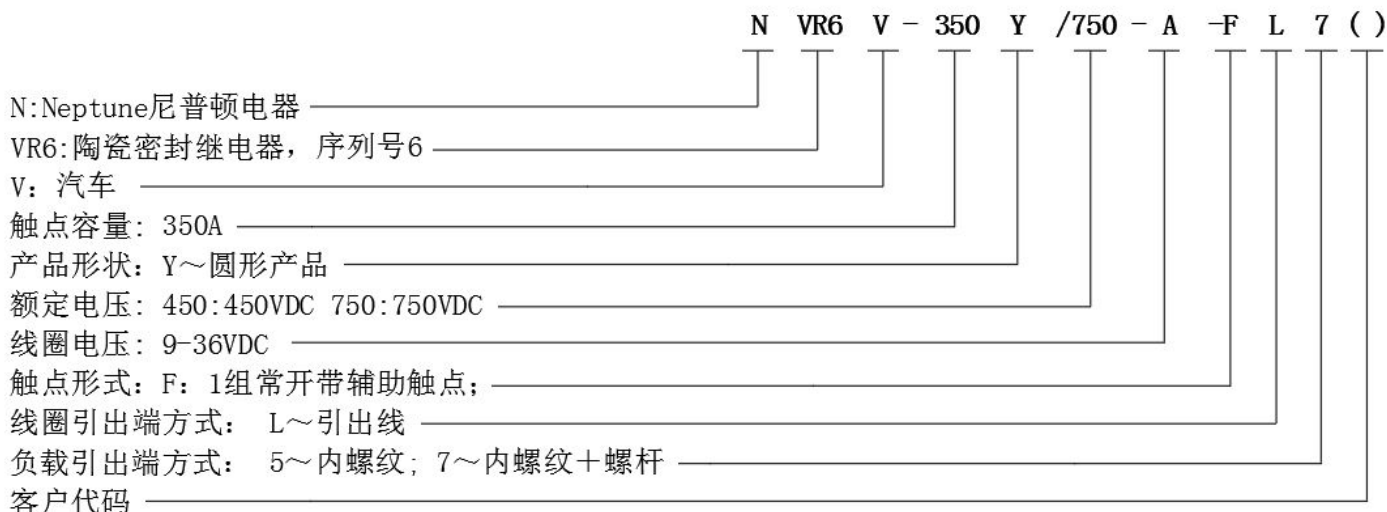 N VR6 V - 350 Y /750 - A -F L 7 ( )
N:Neptune尼普顿电器
VR6:陶瓷密封继电器，序列号6
V：汽车
触点容量: 350A
产品形状：Y～圆形产品
额定电压: 450:450VDC 750:750VDC
线圈电压: 9-36VDC
触点形式：F：1组常开带辅助触点;
线圈引出端方式： L～引出线
负载引出端方式： 5～内螺纹; 7～内螺纹＋螺杆
客户代码